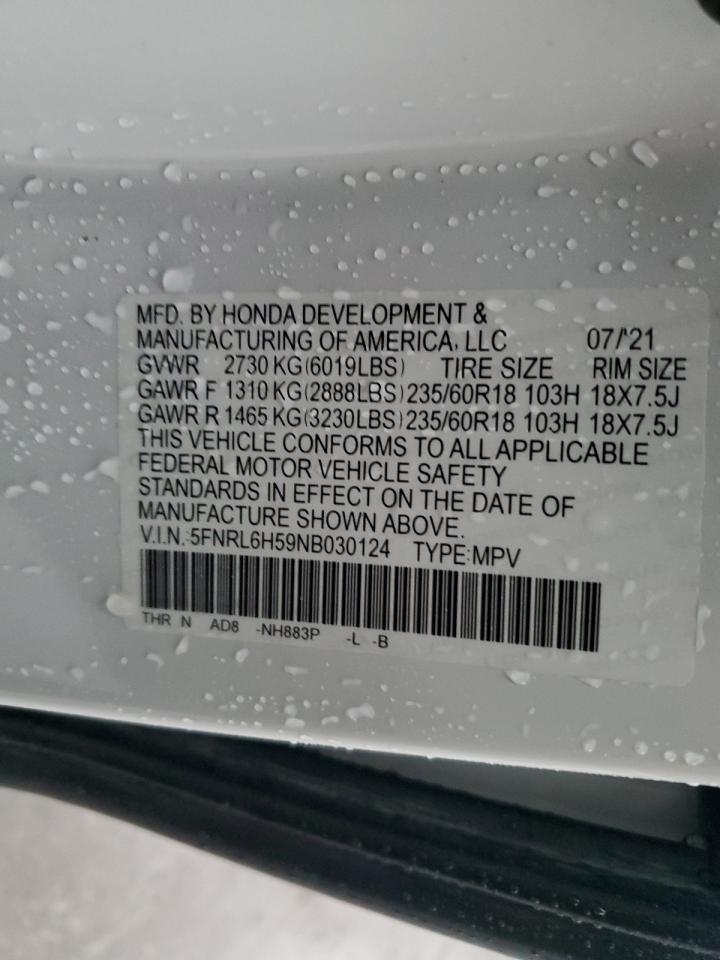 MFD. BY HONDA DEVELOPMENT &
MANUFACTURING OF AMERICA, LLC 07/'21
GVWR 2730 KG(6019LBS) TIRE SIZE RIM SIZE
GAWR F 1310 KG(2888LBS) 235/60R18 103H 18X7.5J
GAWR R 1465 KG(3230LBS) 235/60R18 103H 18X7.5J
THIS VEHICLE CONFORMS TO ALL APPLICABLE
FEDERAL MOTOR VEHICLE SAFETY
STANDARDS IN EFFECT ON THE DATE OF
MANUFACTURE SHOWN ABOVE.
V.I.N.:5FNRL6H59NB030124 TYPE:MPV
THR N AD8 -NH883P -L -B